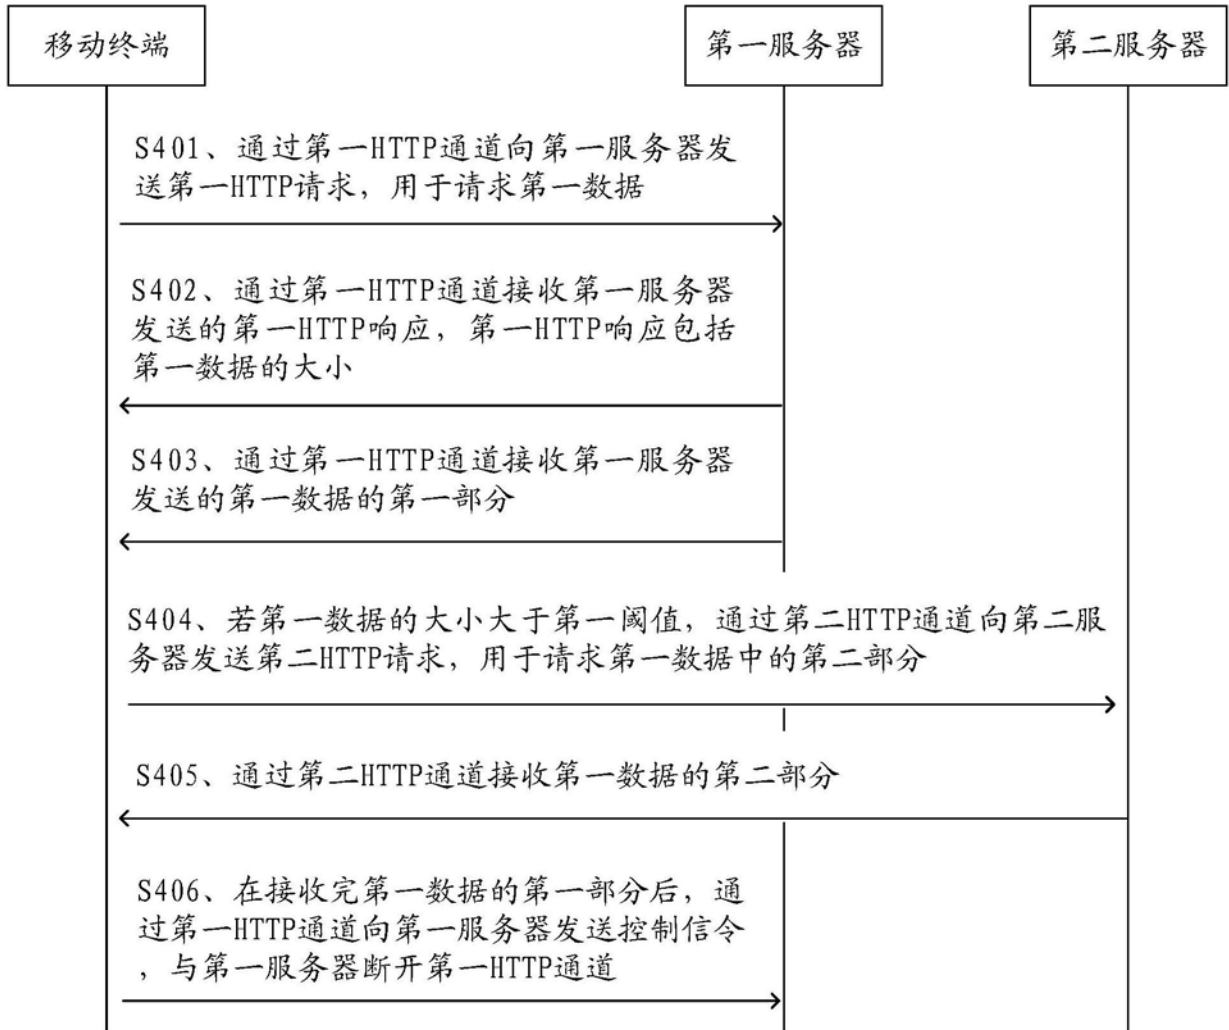 移动终端
第一服务器
第二服务器
S401、通过第一HTTP通道向第一服务器发
送第一HTTP请求，用于请求第一数据
S402、通过第一HTTP通道接收第一服务器
发送的第一HTTP响应，第一HTTP响应包括
第一数据的大小
S403、通过第一HTTP通道接收第一服务器
发送的第一数据的第一部分
S404、若第一数据的大小大于第一阈值，通过第二HTTP通道向第二服
务器发送第二HTTP请求，用于请求第一数据中的第二部分
S405、通过第二HTTP通道接收第一数据的第二部分
S406、在接收完第一数据的第一部分后，通
过第一HTTP通道向第一服务器发送控制信令
，与第一服务器断开第一HTTP通道